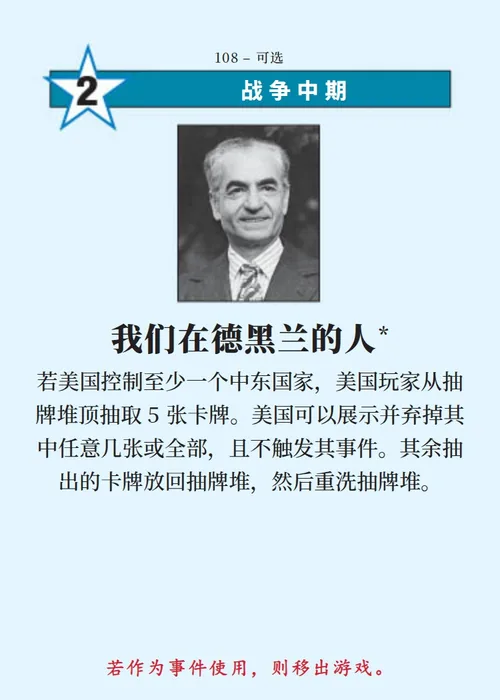 108 – 可选
2
战争中期
我们在德黑兰的人*
若美国控制至少一个中东国家，美国玩家从抽
牌堆顶抽取 5 张卡牌。美国可以展示并弃掉其
中任意几张或全部，且不触发其事件。其余抽
出的卡牌放回抽牌堆，然后重洗抽牌堆。
若作为事件使用，则移出游戏。